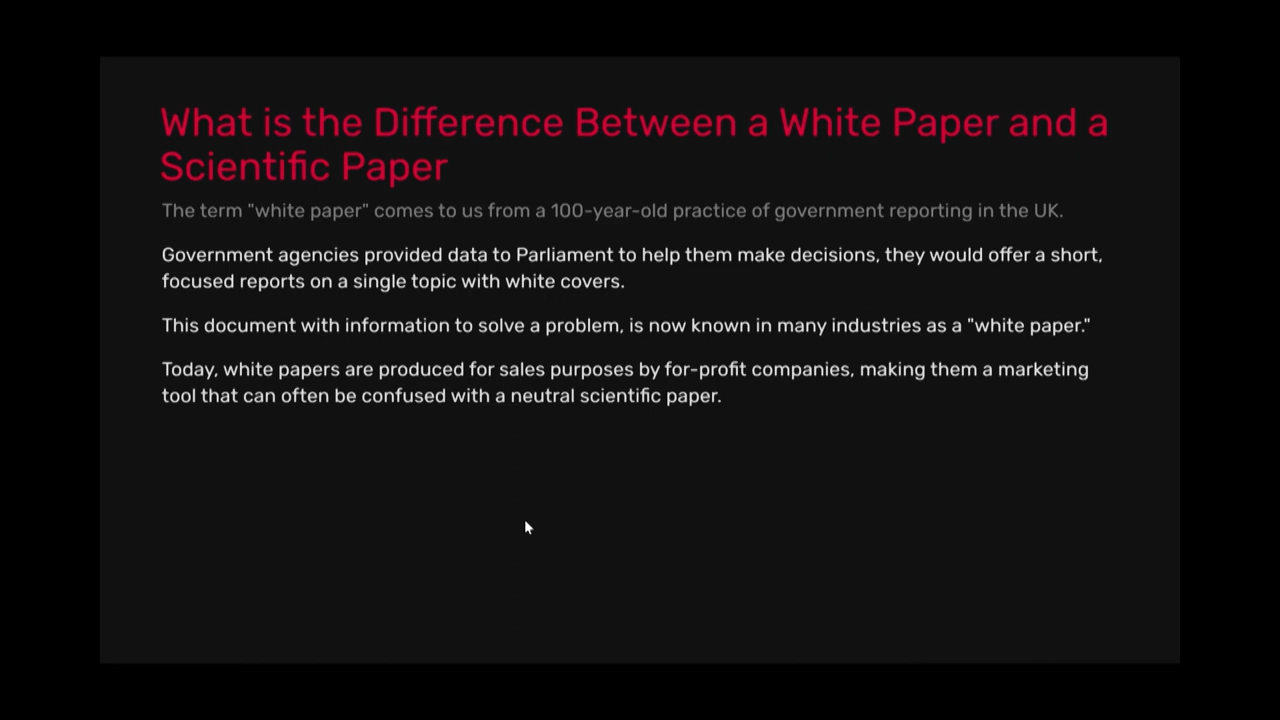 What is the Difference Between a White Paper and a
Scientific Paper
The term "white paper" comes to us from a 100-year-old practice of government reporting in the UK.
Government agencies provided data to Parliament to help them make decisions, they would offer a short,
focused reports on a single topic with white covers.
This document with information to solve a problem, is now known in many industries as a "white paper."
Today, white papers are produced for sales purposes by for-profit companies, making them a marketing
tool that can often be confused with a neutral scientific paper.